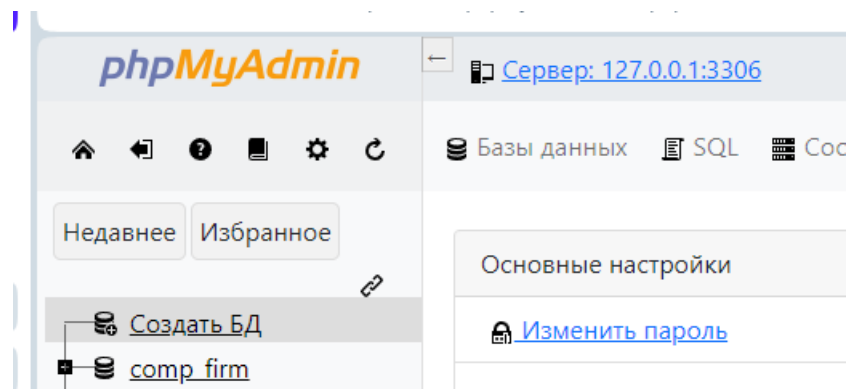 phpMyAdmin
Сервер: 127.0.0.1:3306
Базы данных SQL
Недавнее Избранное
Основные настройки
Создать БД
Изменить пароль
comp_firm